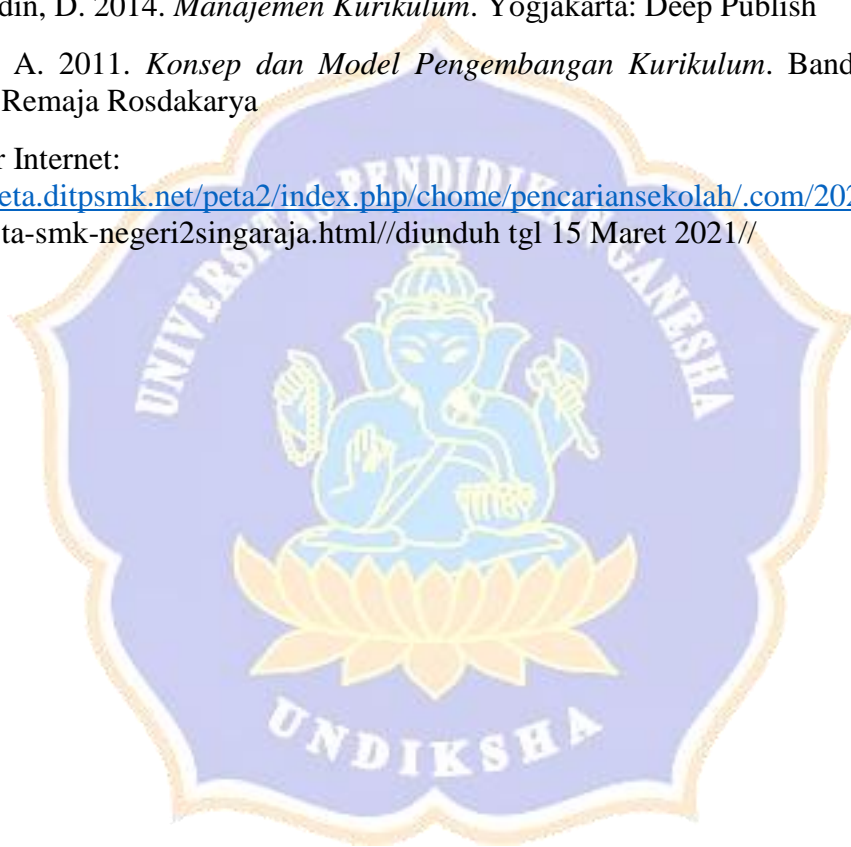 din, D. 2014. Manajemen Kurikulum. Yogjakarta: Deep Publish
A. 2011. Konsep dan Model Pengembangan Kurikulum. Band
Remaja Rosdakarya
r Internet:
eta.ditpsmk.net/peta2/index.php/chome/pencariansekolah/.com/202
ta-smk-negeri2singaraja.html//diunduh tgl 15 Maret 2021//
UNIVERSITAS PENDIDIKAN GANESHA
UNDIKSHA